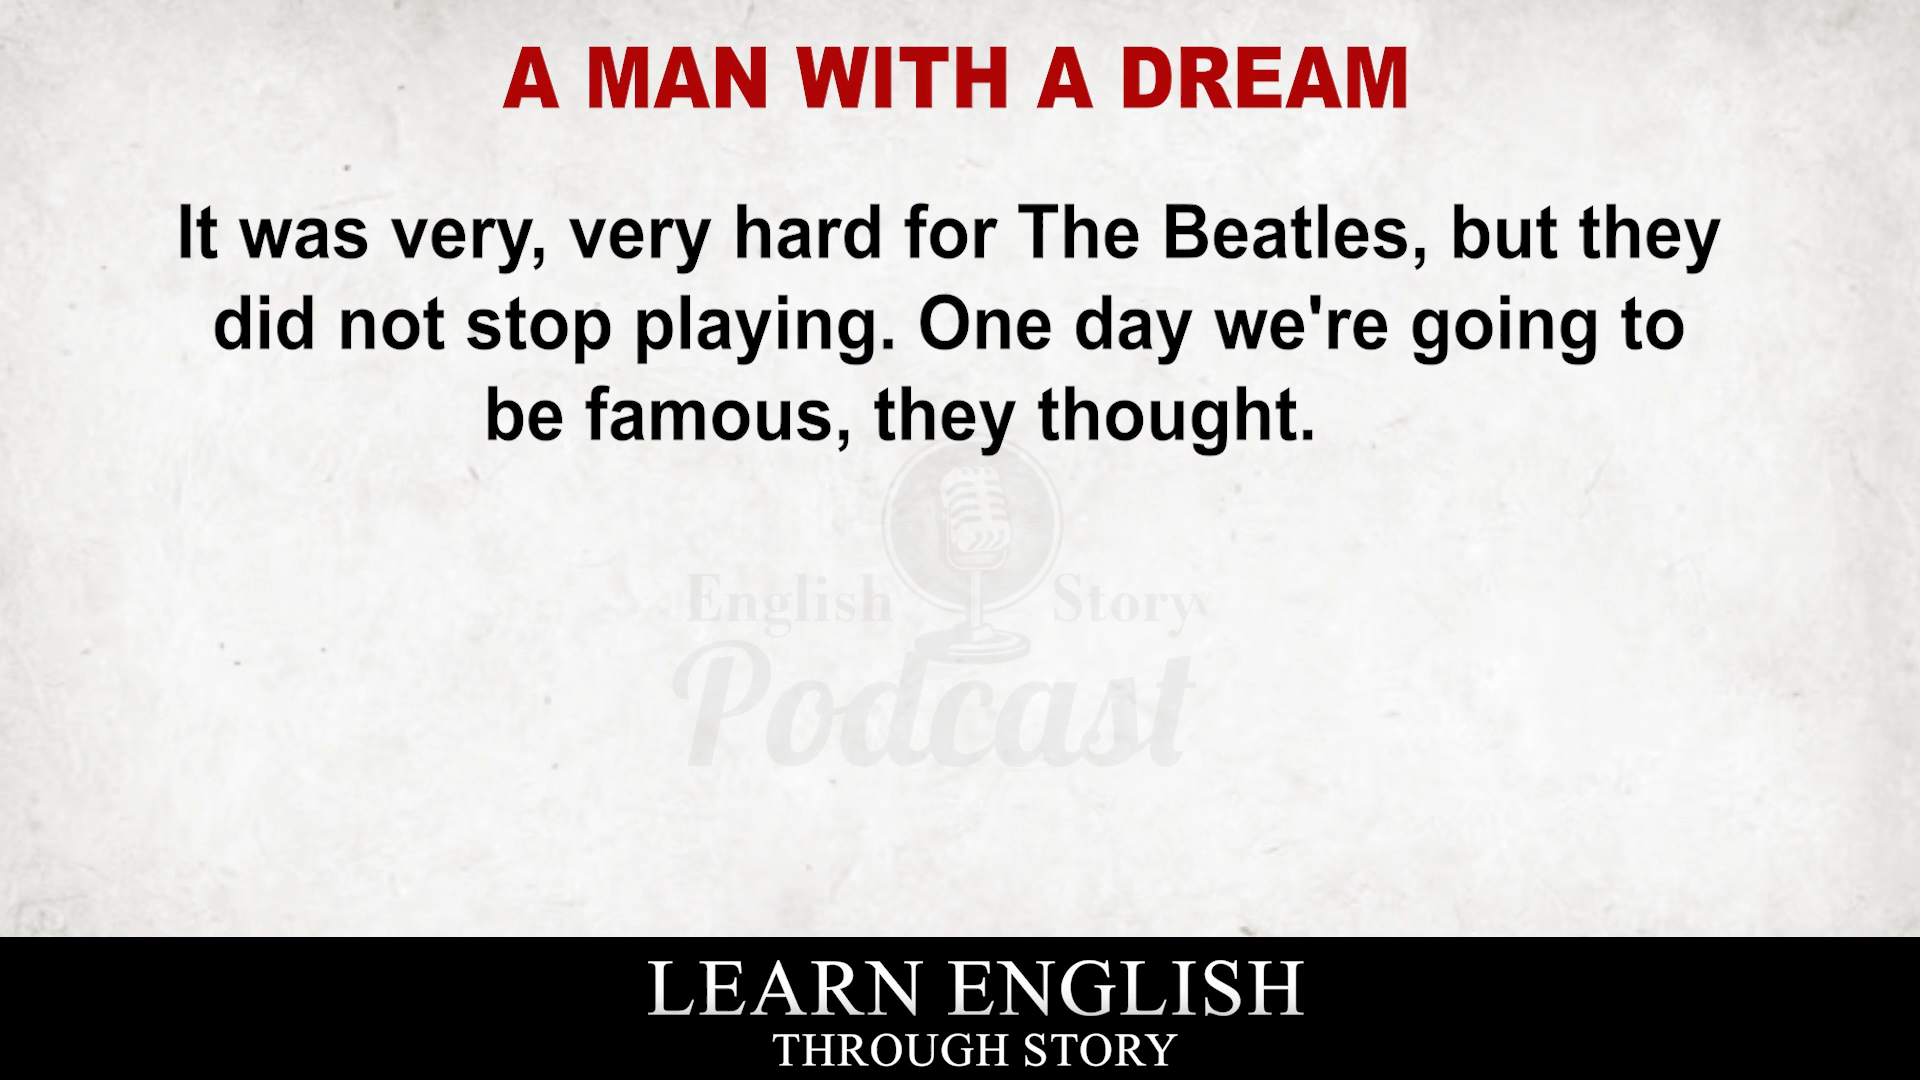 A MAN WITH A DREAM
It was very, very hard for The Beatles, but they
did not stop playing. One day we're going to
be famous, they thought.
English Story
Podcast
LEARN ENGLISH
THROUGH STORY